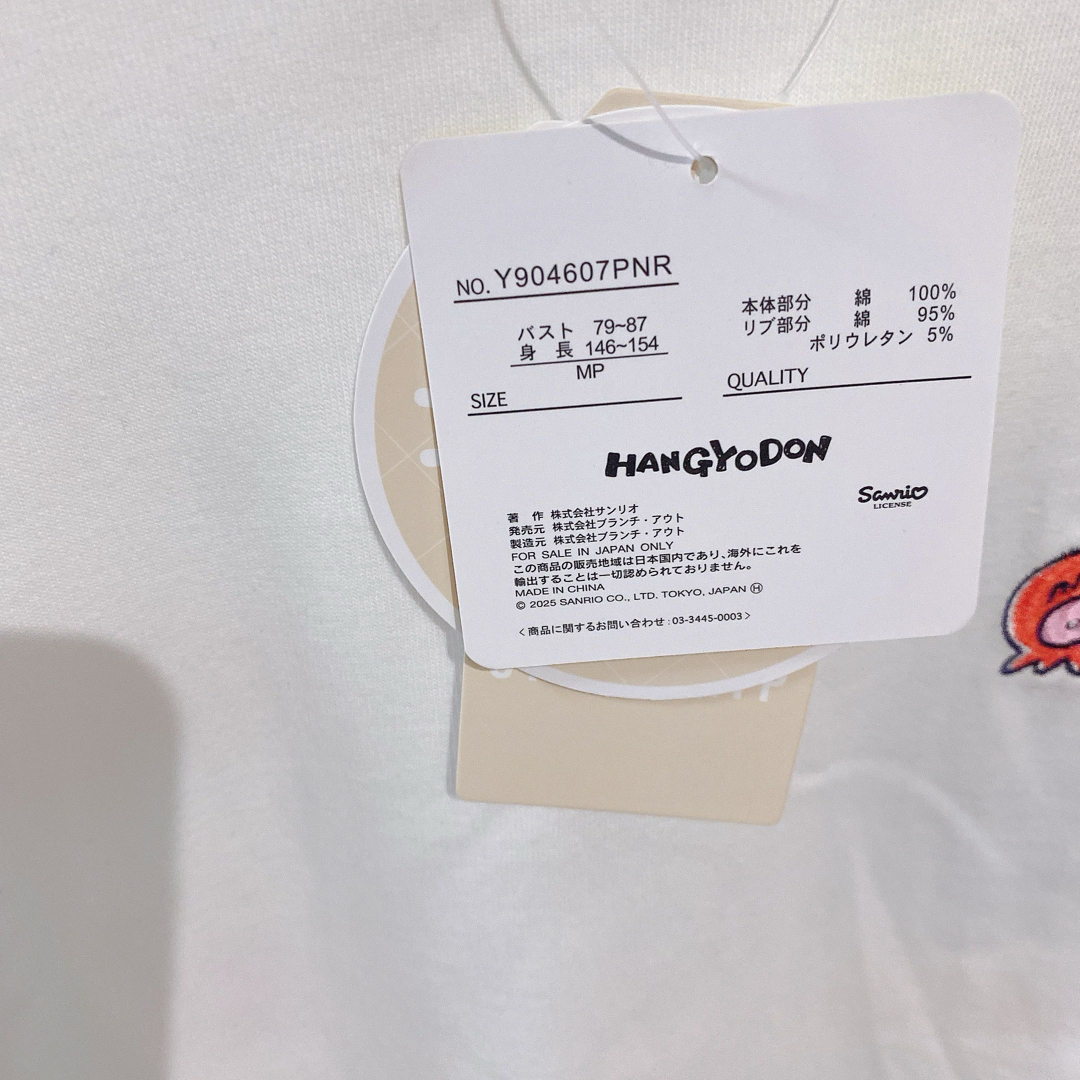 NO. Y904607PNR
バスト 79~87
身 長 146~154
MP
SIZE
本体部分 綿 100%
リブ部分 綿 95%
ポリウレタン 5%
QUALITY
HANGYODON
Sanrio
LICENSE
著 作 株式会社サンリオ
発売元 株式会社ブランチ・アウト
製造元 株式会社ブランチ・アウト
FOR SALE IN JAPAN ONLY
この商品の販売地域は日本国内であり、海外にこれを
輸出することは一切認められておりません。
MADE IN CHINA
© 2025 SANRIO CO., LTD. TOKYO, JAPAN Ⓗ
〈商品に関するお問い合わせ:03-3445-0003〉